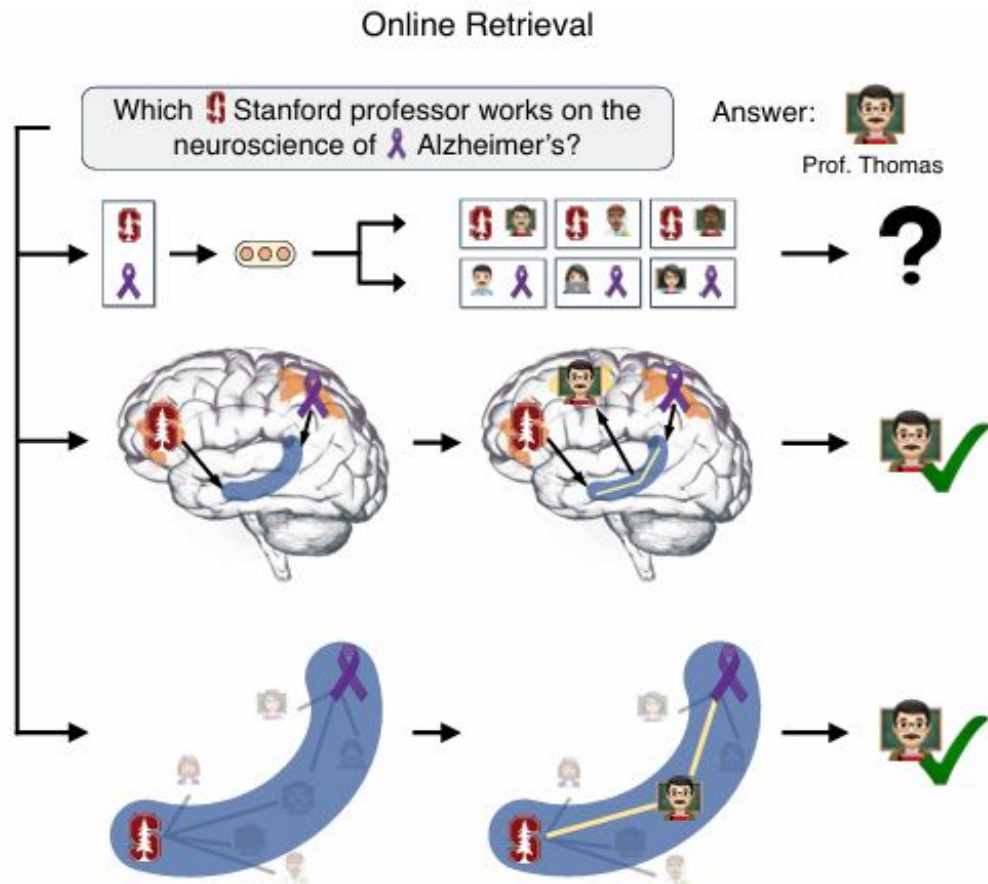 Online Retrieval
Which S Stanford professor works on the
neuroscience of Alzheimer's?
Answer:
Prof. Thomas
?